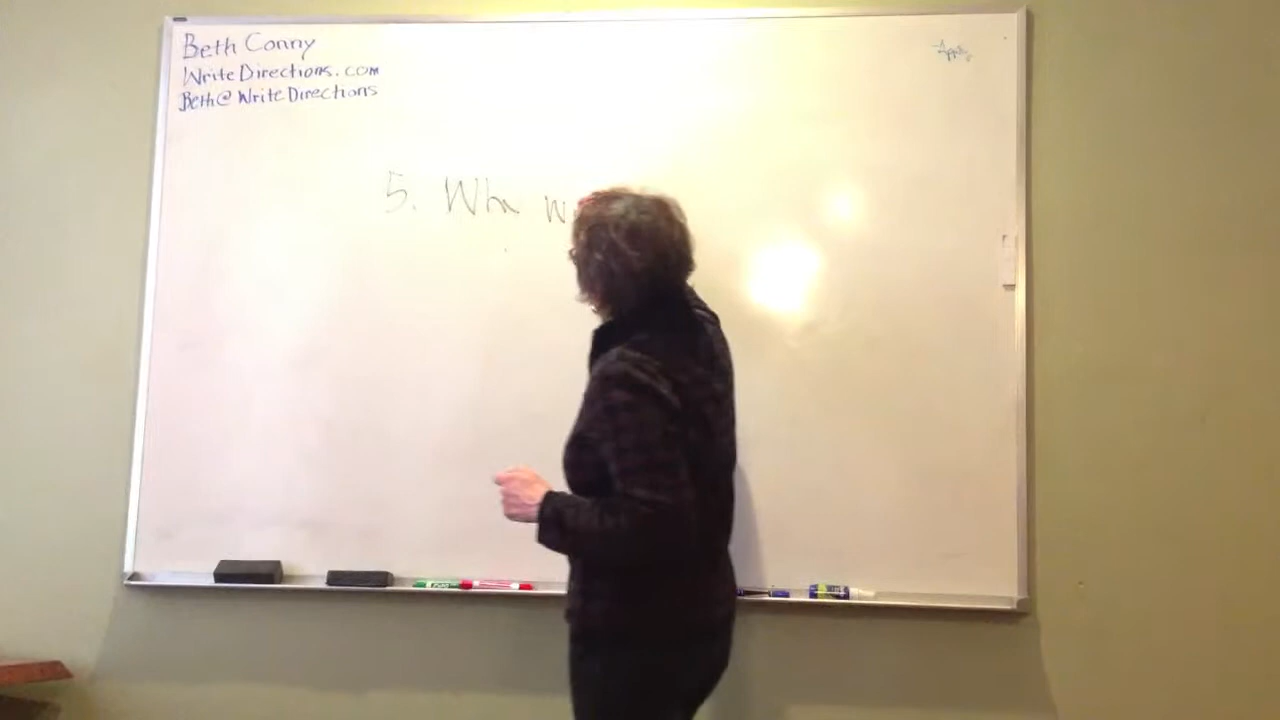 Beth Conny
WriteDirections.com
Beth@WriteDirections
5. Wh